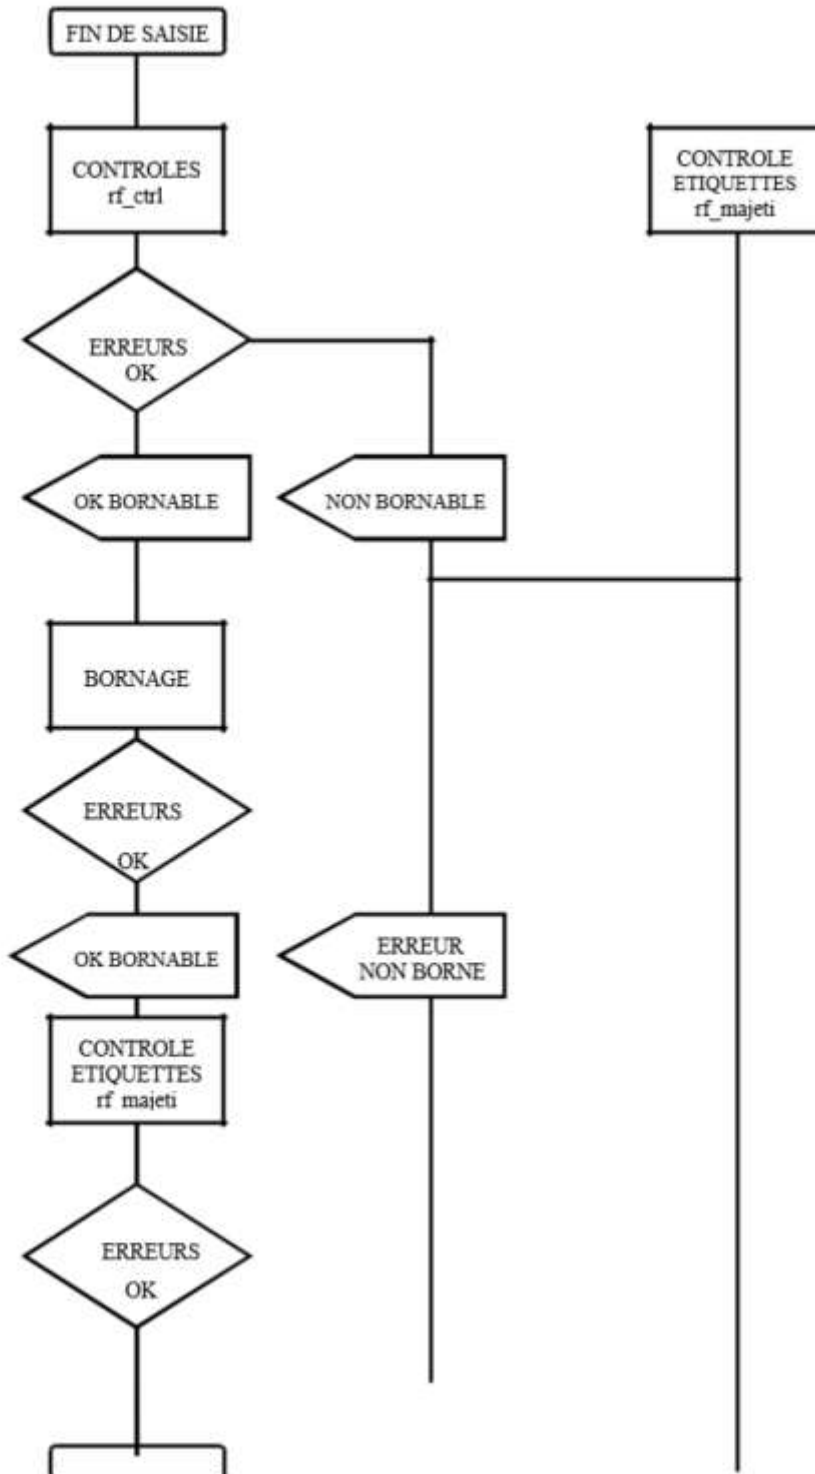 FIN DE SAISIE
CONTROLES
rf_ctrl
CONTROLE
ETIQUETTES
rf_majeti
ERREURS
OK
OK BORNABLE
NON BORNABLE
BORNAGE
ERREURS
OK
OK BORNABLE
ERREUR
NON BORNE
CONTROLE
ETIQUETTES
rf majeti
ERREURS
OK